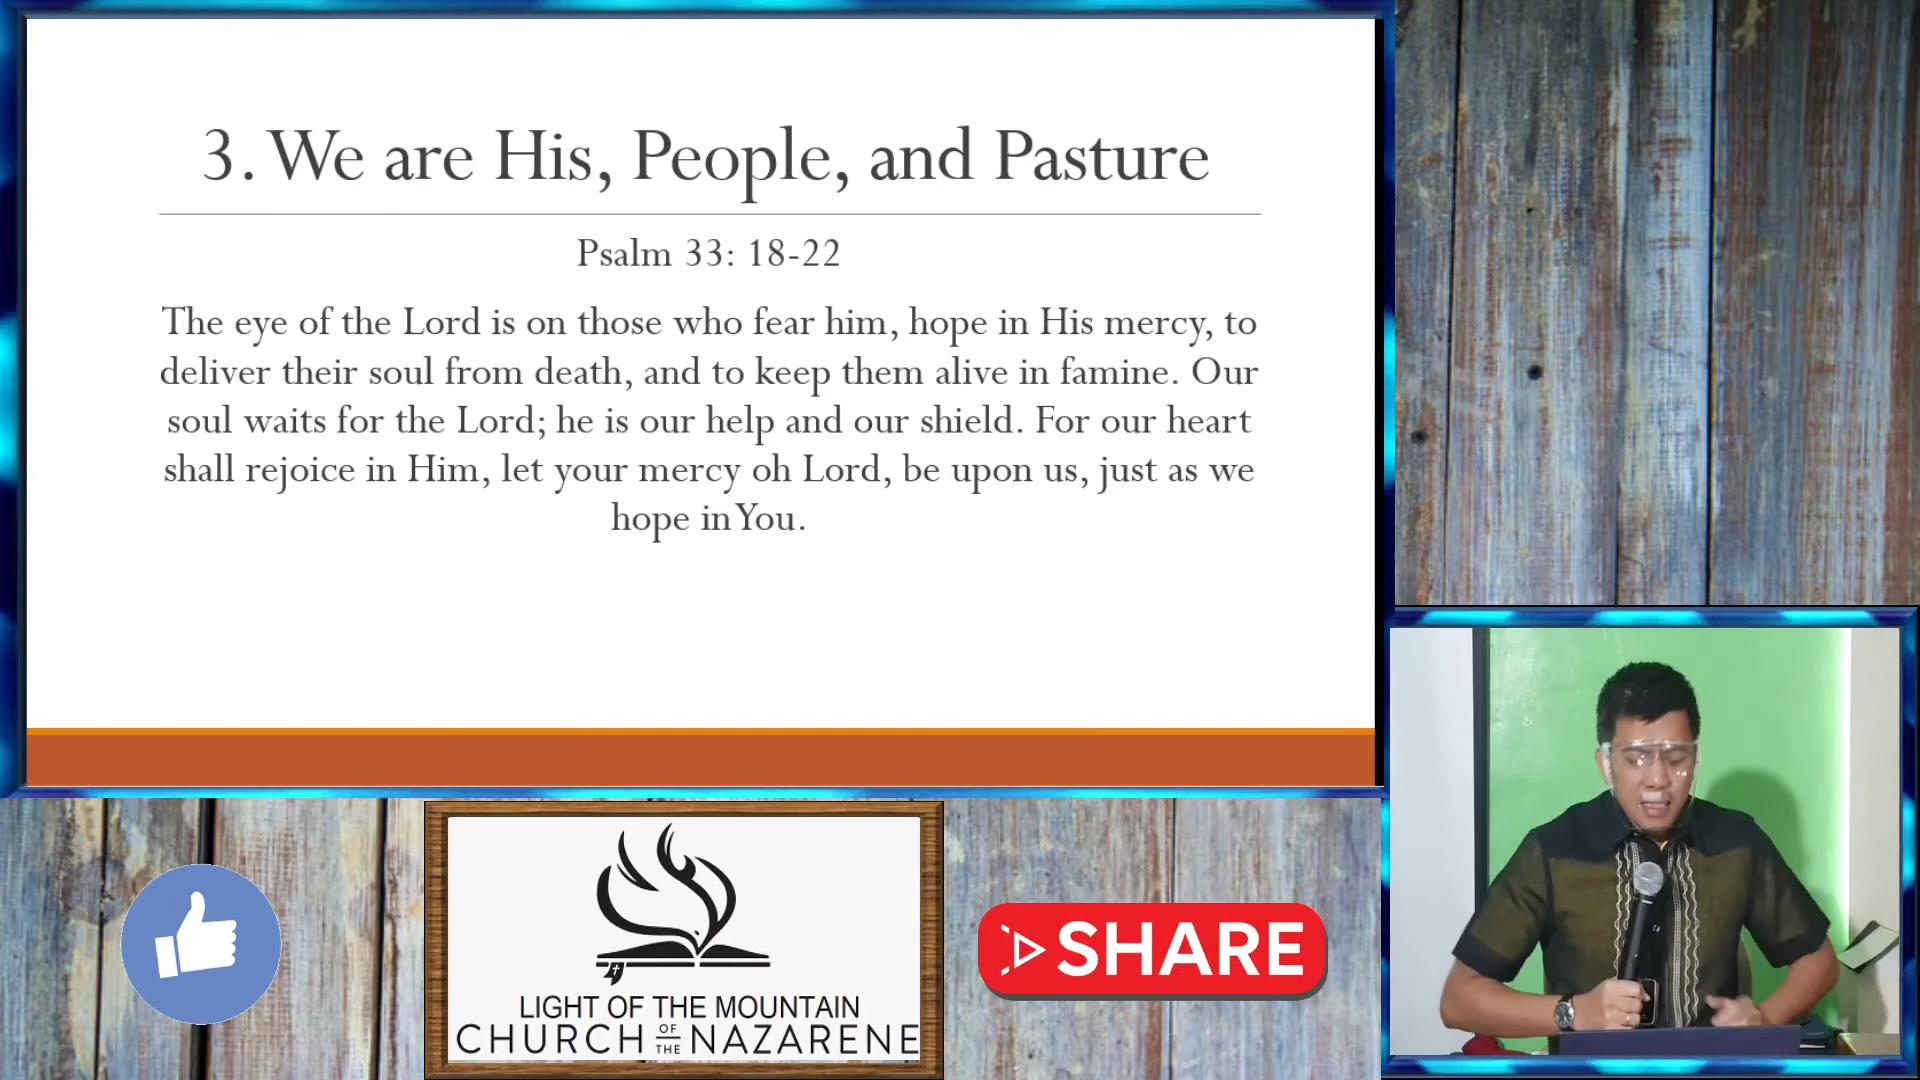 3. We are His, People, and Pasture
Psalm 33: 18-22
The eye of the Lord is on those who fear him, hope in His mercy, to
deliver their soul from death, and to keep them alive in famine. Our
soul waits for the Lord; he is our help and our shield. For our heart
shall rejoice in Him, let your mercy oh Lord, be upon us, just as we
hope in You.
LIGHT OF THE MOUNTAIN
CHURCH OF THE NAZARENE
SHARE